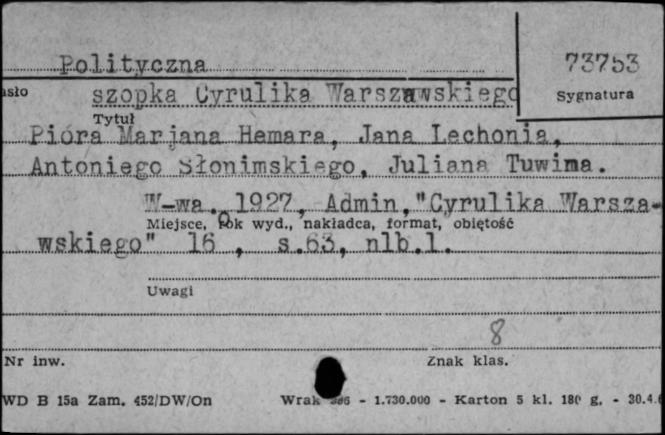 Polityczna
73753
asło
szopka Cyrulika Warszawskiego
Sygnatura
Tytuł
Pióra Marjana Hemara, Jana Lechonia,
Antoniego Słonimskiego, Juliana Tuwima.
W-wa. 1927, Admin,"Cyrulika Warsza-
Miejsce, rok wyd., nakładca, format, objętość
wskiego" 16°, s.63, nlb.1.
Uwagi
8
Nr inw.
Znak klas.
WD B 15a Zam. 452/DW/On
Wrak - 1.730.000 - Karton 5 kl. 180 g. - 30.4.6